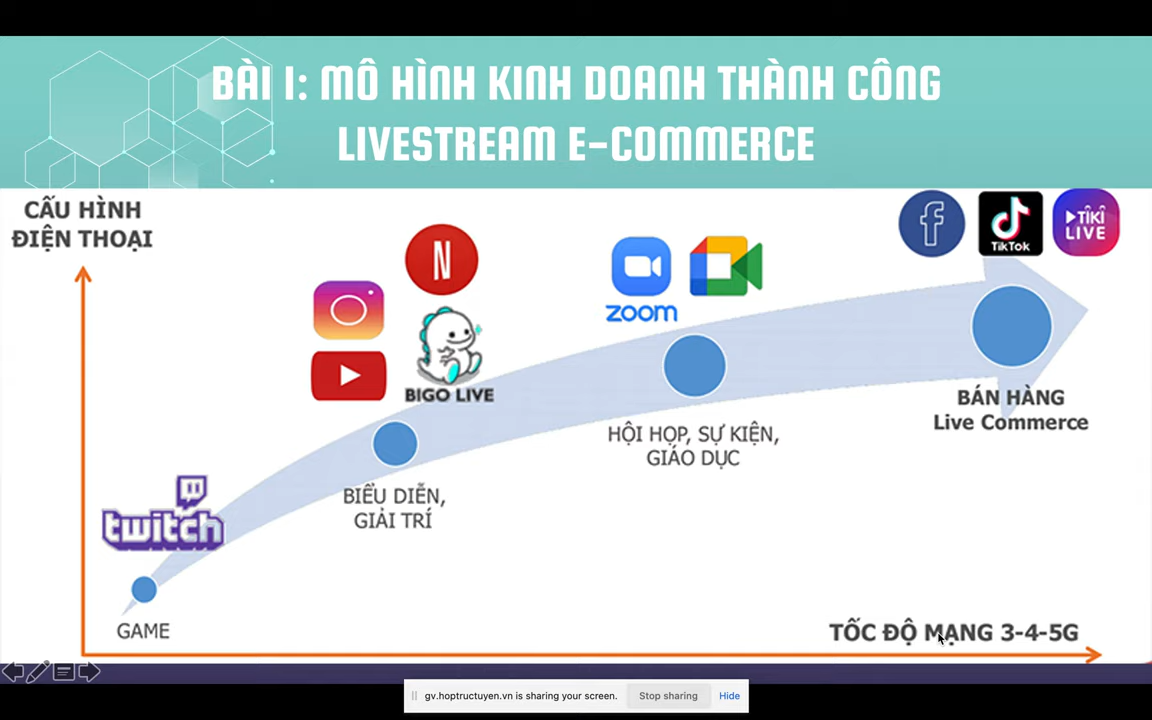 BÀI 1: MÔ HÌNH KINH DOANH THÀNH CÔNG
LIVESTREAM E-COMMERCE
CẤU HÌNH
ĐIỆN THOẠI
N
BIGO LIVE
zoom
f
TikTok
TIKI
LIVE
BÁN HÀNG
Live Commerce
HỘI HỌP, SỰ KIỆN,
GIÁO DỤC
BIỂU DIỄN,
GIẢI TRÍ
twitch
GAME
TỐC ĐỘ MẠNG 3-4-5G
gv.hoptructuyen.vn is sharing your screen.
Stop sharing
Hide